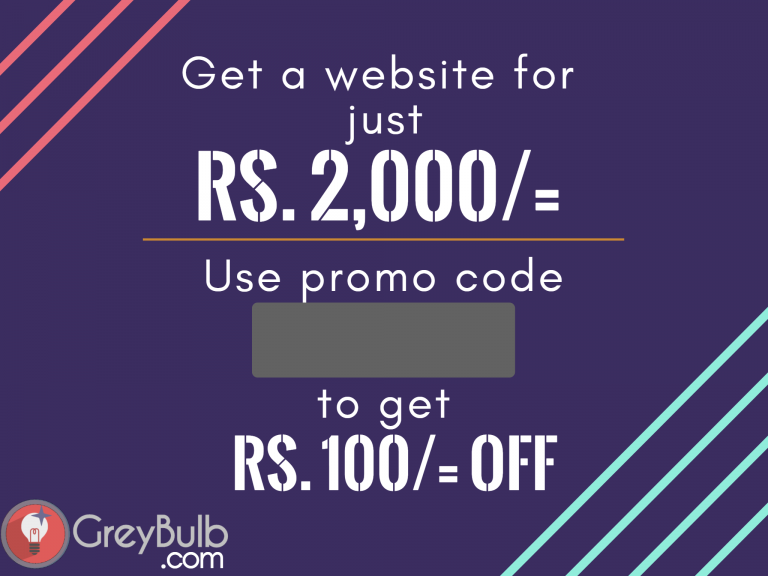 Get a website for
just
RS. 2,000/=
Use promo code
to get
RS. 100/= OFF
GreyBulb
.com